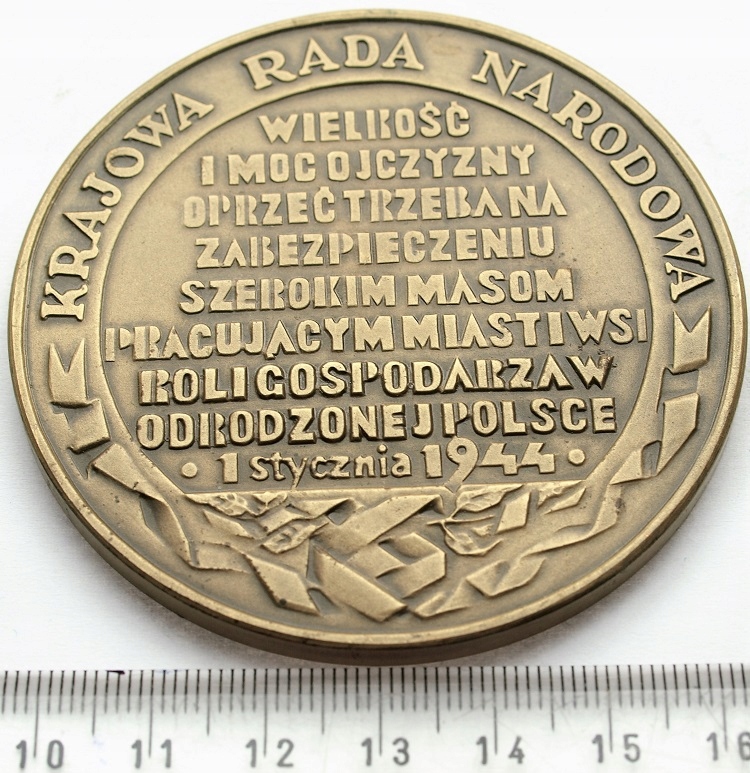 KRAJOWA RADA NARODOWA
WIELKOŚĆ
I MOC OJCZYZNY
OPRZEĆ TRZEBA NA
ZABEZPIECZENIU
SZEROKIM MASOM
PRACUJĄCYM MIAST I WSI
ROLI GOSPODARZA W
ODRODZONEJ POLSCE
• 1 stycznia 1944 •
10 11 12 13 14 15 16